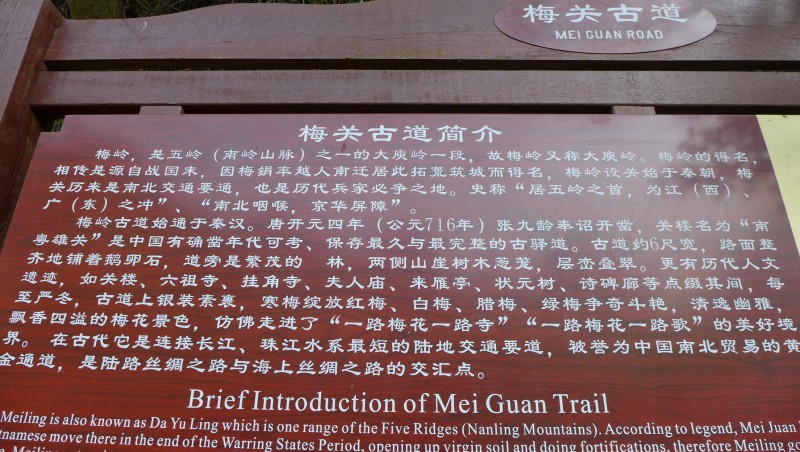 梅关古道
MEI GUAN ROAD
梅关古道简介
梅岭，是五岭（南岭山脉）之一的大庾岭一段，故梅岭又称大庾岭。梅岭的得名，
相传是源自战国末，因梅鋗率越人南迁居此拓荒筑城而得名，梅岭设关始于秦朝，梅
关历来是南北交通要道，也是历代兵家必争之地。史称“居五岭之首，为江（西）、
广（东）之冲”、“南北咽喉，京华屏障”。
梅岭古道始通于秦汉。唐开元四年（公元716年）张九龄奉诏开凿，关楼名为“南
粤雄关”是中国有确凿年代可考、保存最久与最完整的古驿道。古道约6尺宽，路面整
齐地铺着鹅卵石，道旁是繁茂的 林，两侧山崖树木葱茏，层峦叠翠。更有历代人文
遗迹，如关楼、六祖寺、挂角寺、夫人庙、来雁亭、状元树、诗碑廊等点缀其间，每
至严冬，古道上银装素裹，寒梅绽放红梅、白梅、腊梅、绿梅争奇斗艳，清逸幽雅，
飘香四溢的梅花景色，仿佛走进了“一路梅花一路寺”“一路梅花一路歌”的美好境
界。在古代它是连接长江、珠江水系最短的陆地交通要道，被誉为中国南北贸易的黄
金通道，是陆路丝绸之路与海上丝绸之路的交汇点。
Brief Introduction of Mei Guan Trail
Meiling is also known as Da Yu Ling which is one range of the Five Ridges (Nanling Mountains). According to legend, Mei Juan
tnamese move there in the end of the Warring States Period, opening up virgin soil and doing fortifications, therefore Meiling go